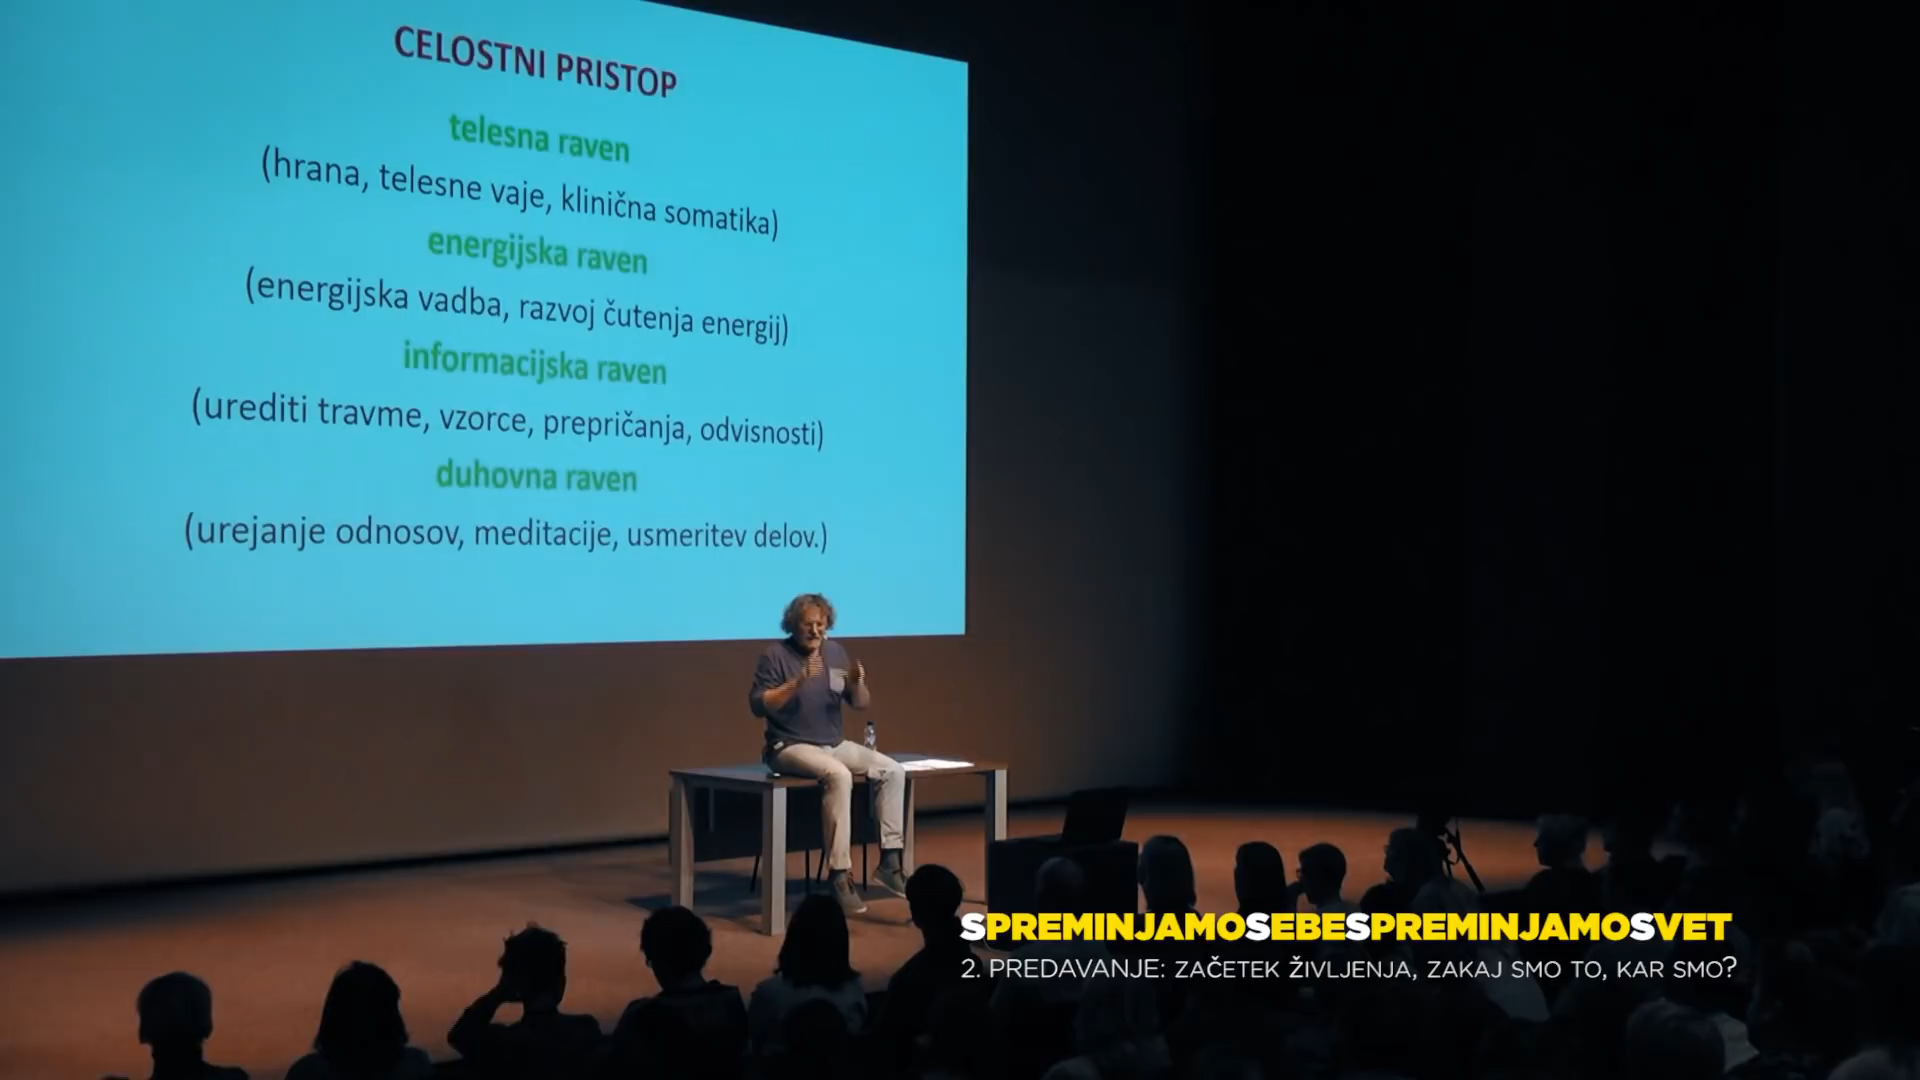 CELOSTNI PRISTOP
telesna raven
(hrana, telesne vaje, klinična somatika)
energijska raven
(energijska vadba, razvoj čutenja energij)
informacijska raven
(urediti travme, vzorce, prepričanja, odvisnosti)
duhovna raven
(urejanje odnosov, meditacije, usmeritev delov.)
SPREMINJAMOSEBESPREMINJAMOSVET
2. PREDAVANJE: ZAČETEK ŽIVLJENJA, ZAKAJ SMO TO, KAR SMO?